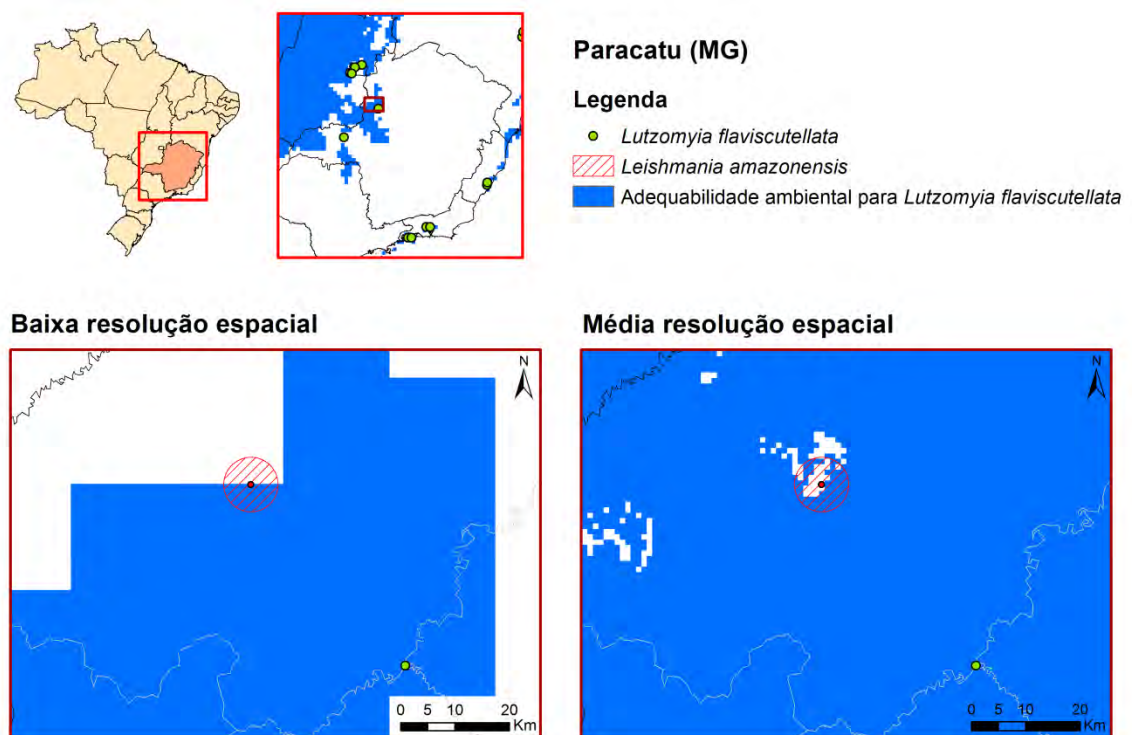 Paracatu (MG)
Legenda
Lutzomyia flaviscutellata
Leishmania amazonensis
Adequabilidade ambiental para Lutzomyia flaviscutellata
Baixa resolução espacial
Média resolução espacial
N
0 5 10 20
Km
N
0 5 10 20
Km